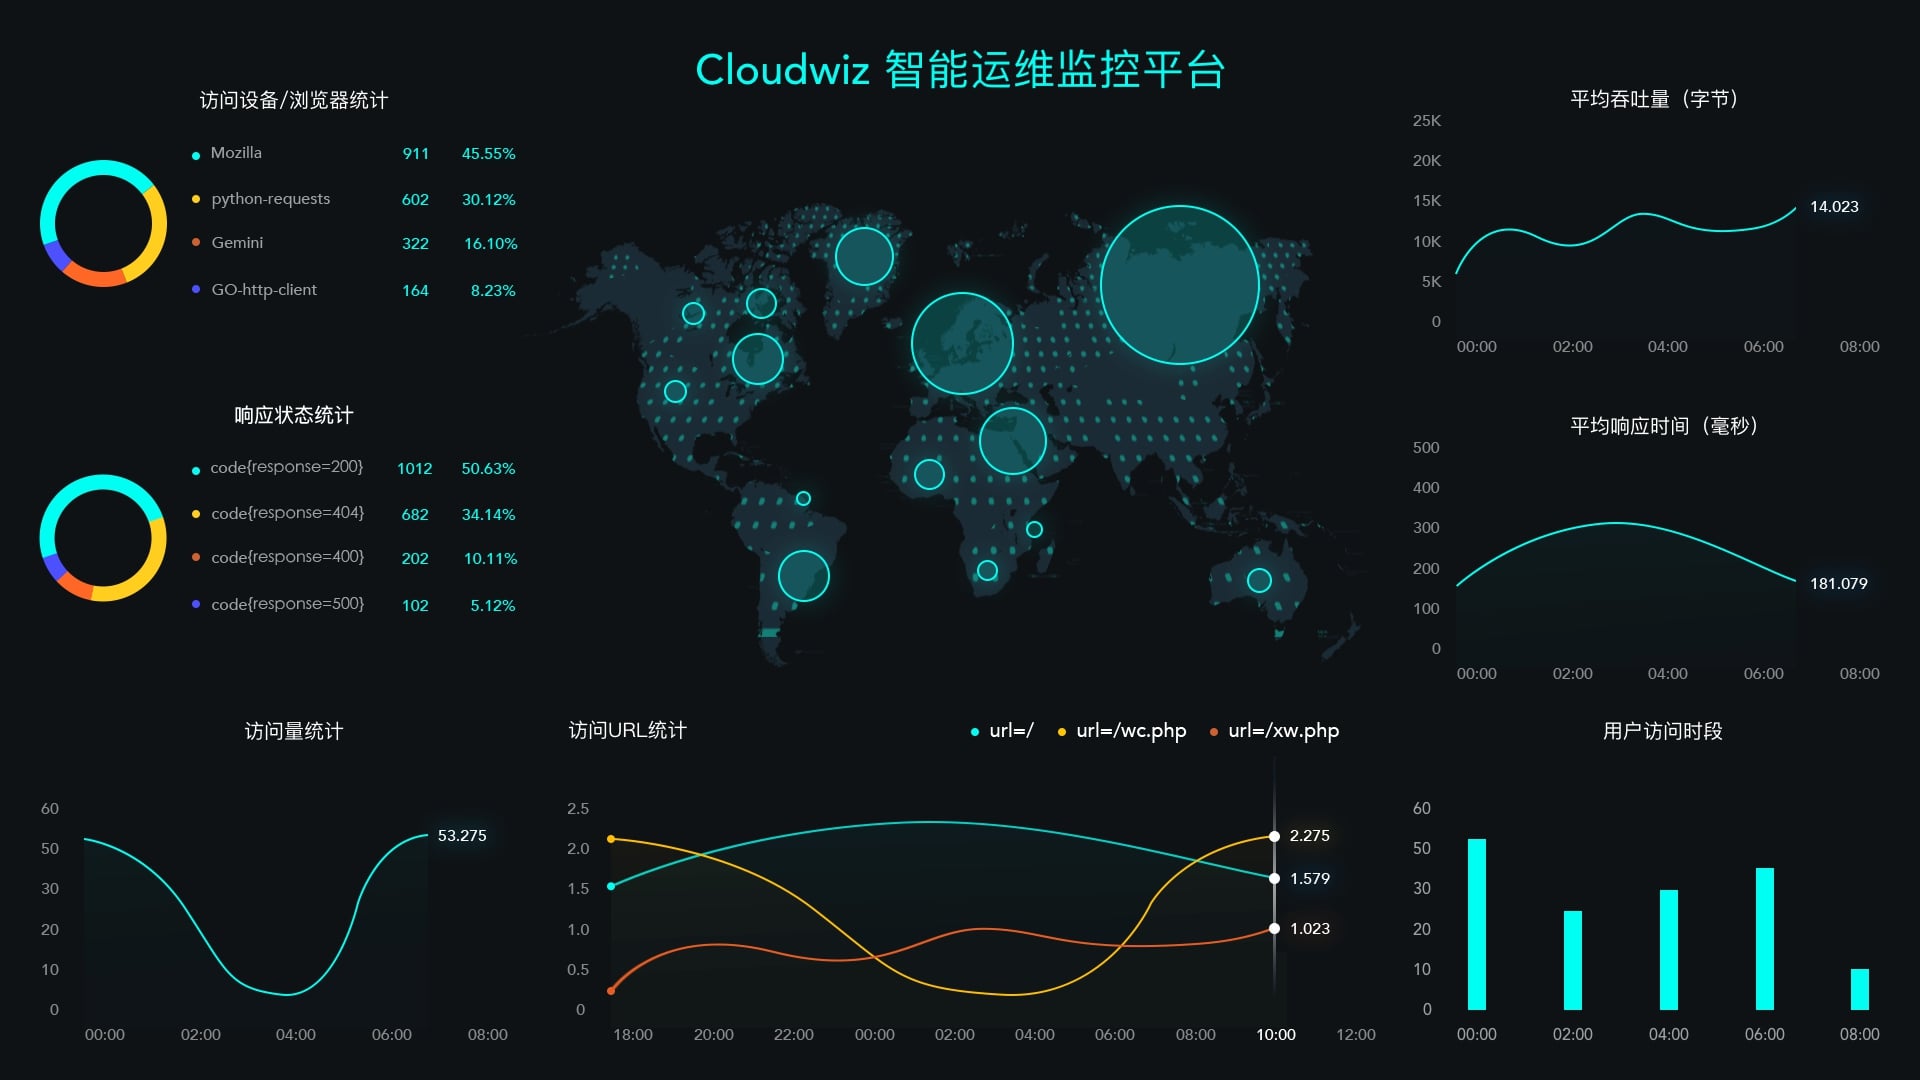 Cloudwiz 智能运维监控平台
访问设备/浏览器统计
Mozilla 911 45.55%
python-requests 602 30.12%
Gemini 322 16.10%
GO-http-client 164 8.23%
响应状态统计
code{response=200} 1012 50.63%
code{response=404} 682 34.14%
code{response=400} 202 10.11%
code{response=500} 102 5.12%
平均吞吐量（字节）
25K
20K
15K
10K
5K
0
14.023
00:00 02:00 04:00 06:00 08:00
平均响应时间（毫秒）
500
400
300
200
100
0
181.079
00:00 02:00 04:00 06:00 08:00
访问量统计
60
50
30
20
10
0
53.275
00:00 02:00 04:00 06:00 08:00
访问URL统计
url=/ url=/wc.php url=/xw.php
2.5
2.0
1.5
1.0
0.5
0
2.275
1.579
1.023
18:00 20:00 22:00 00:00 02:00 04:00 06:00 08:00 10:00 12:00
用户访问时段
60
50
30
20
10
0
00:00 02:00 04:00 06:00 08:00